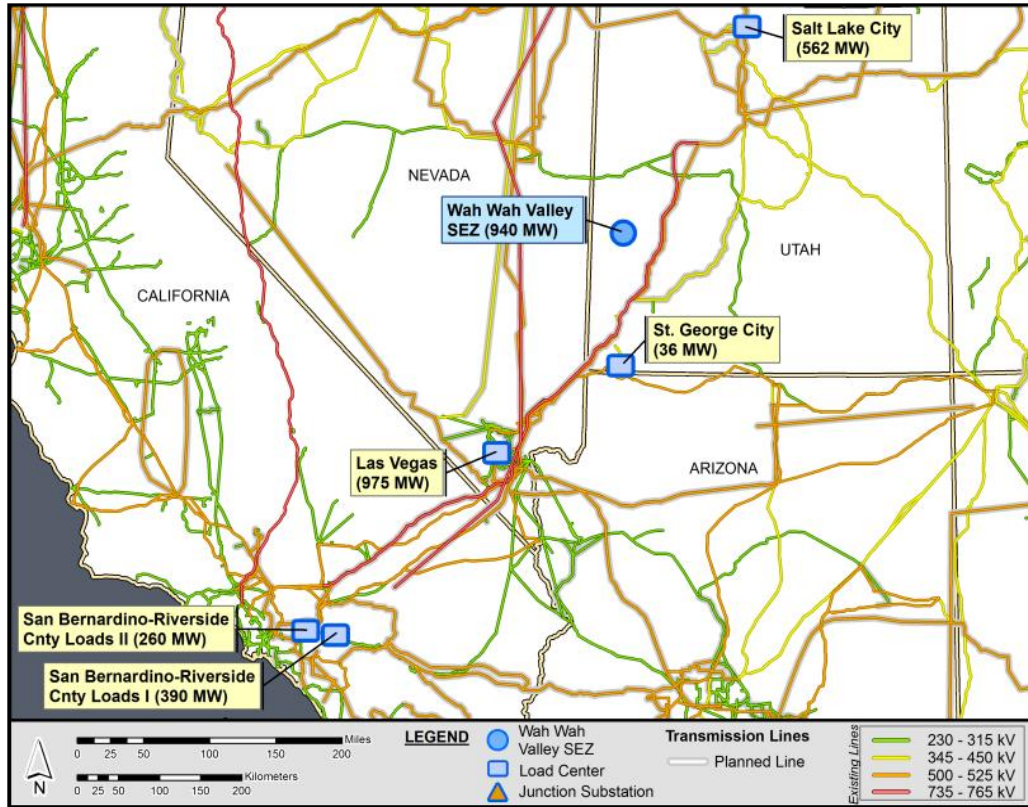 Salt Lake City
(562 MW)
NEVADA
Wah Wah Valley
SEZ (940 MW)
UTAH
CALIFORNIA
St. George City
(36 MW)
Las Vegas
(975 MW)
ARIZONA
San Bernardino-Riverside
Cnty Loads II (260 MW)
San Bernardino-Riverside
Cnty Loads I (390 MW)
N
Miles
0 25 50 100 150 200
Kilometers
0 25 50 100 150 200
LEGEND
Wah Wah
Valley SEZ
Load Center
Junction Substation
Transmission Lines
Planned Line
Existing Lines
230 - 315 kV
345 - 450 kV
500 - 525 kV
735 - 765 kV